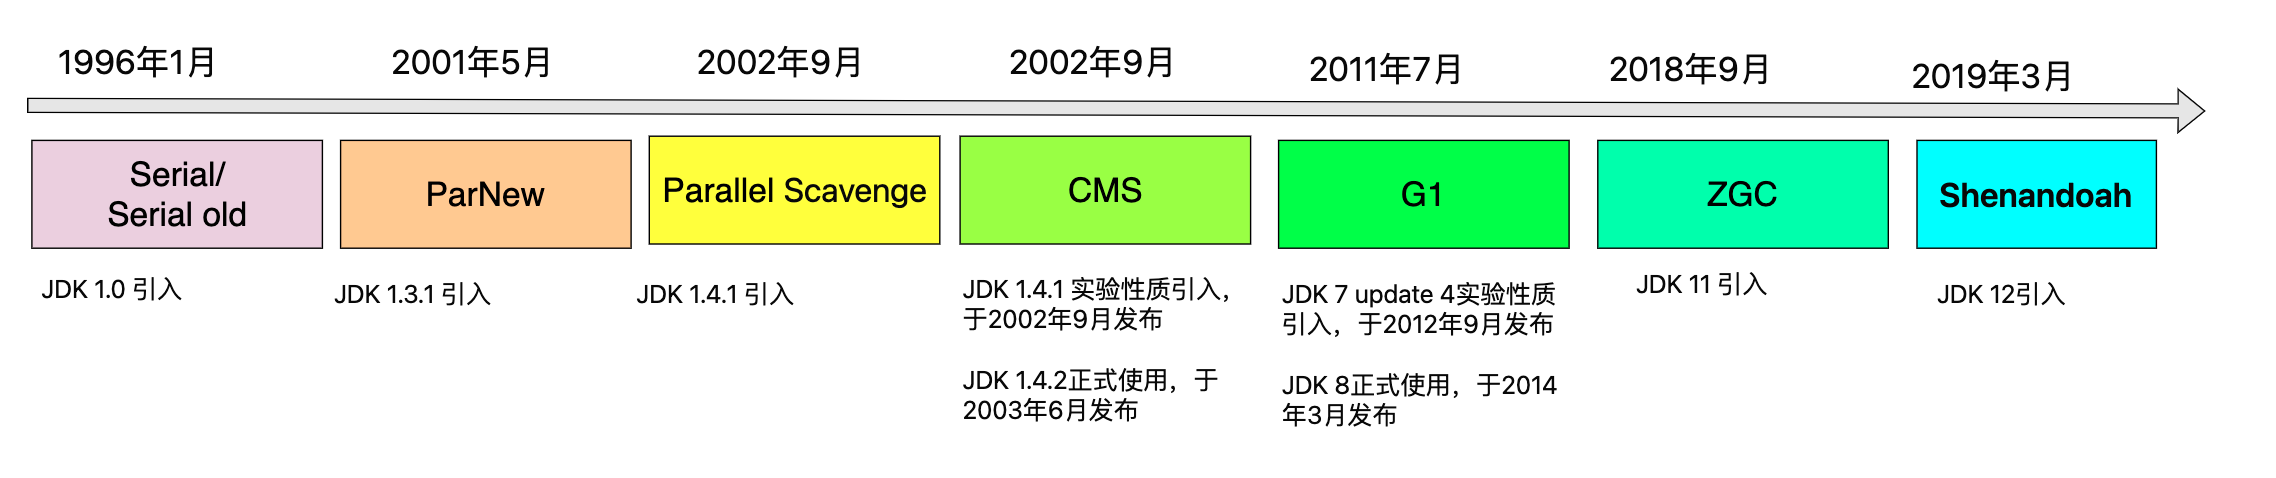 1996年1月
2001年5月
2002年9月
2002年9月
2011年7月
2018年9月
2019年3月
Serial/
Serial old
ParNew
Parallel Scavenge
CMS
G1
ZGC
Shenandoah
JDK 1.0 引入
JDK 1.3.1 引入
JDK 1.4.1 引入
JDK 1.4.1 实验性质引入，
于2002年9月发布
JDK 1.4.2正式使用，于
2003年6月发布
JDK 7 update 4实验性质
引入，于2012年9月发布
JDK 8正式使用，于2014
年3月发布
JDK 11 引入
JDK 12引入